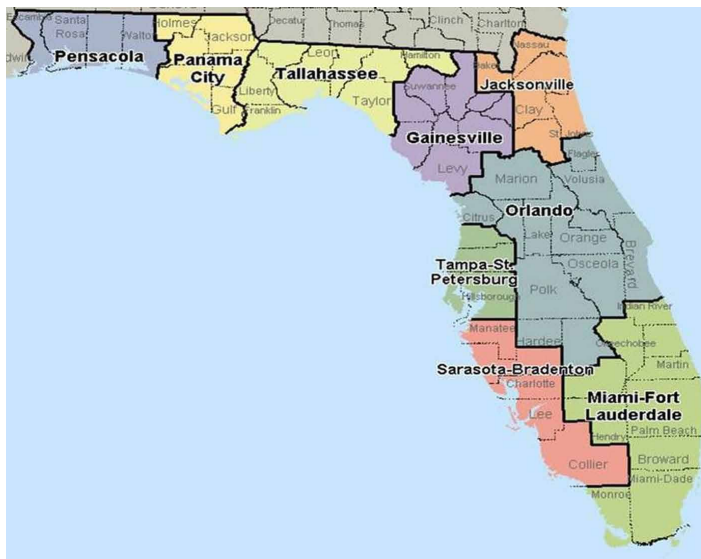 Escambia
Santa
Rosa
Walton
Pensacola
Holmes
Jackson
Panama
City
Gulf
Decatur
Thomas
Clinch
Charlton
Leon
Hamilton
Tallahassee
Liberty
Franklin
Taylor
Nassau
Baker
Jacksonville
Suwannee
Clay
St. Johns
Gainesville
Levy
Flagler
Marion
Volusia
Citrus
Orlando
Lake
Orange
Osceola
Brevard
Tampa-St.
Petersburg
Hillsborough
Polk
Indian River
Manatee
Hardee
Okeechobee
Martin
Sarasota-Bradenton
Charlotte
Lee
Miami-Fort
Lauderdale
Hendry
Palm Beach
Collier
Broward
Miami-Dade
Monroe